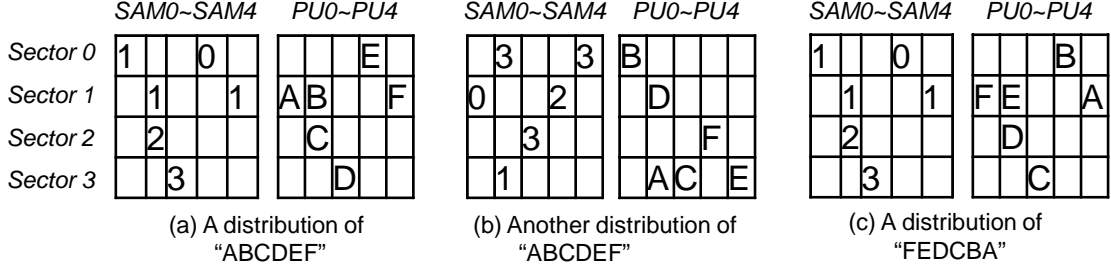 SAM0~SAM4 PU0~PU4 SAM0~SAM4 PU0~PU4 SAM0~SAM4 PU0~PU4
Sector 0 1 0 E 3 3 B 1 0 B
Sector 1 1 1 A B F 0 2 D 1 1 F E A
Sector 2 2 C 3 F 2 D
Sector 3 3 D 1 A C E 3 C
(a) A distribution of (b) Another distribution of (c) A distribution of
“ABCDEF” “ABCDEF” “FEDCBA”